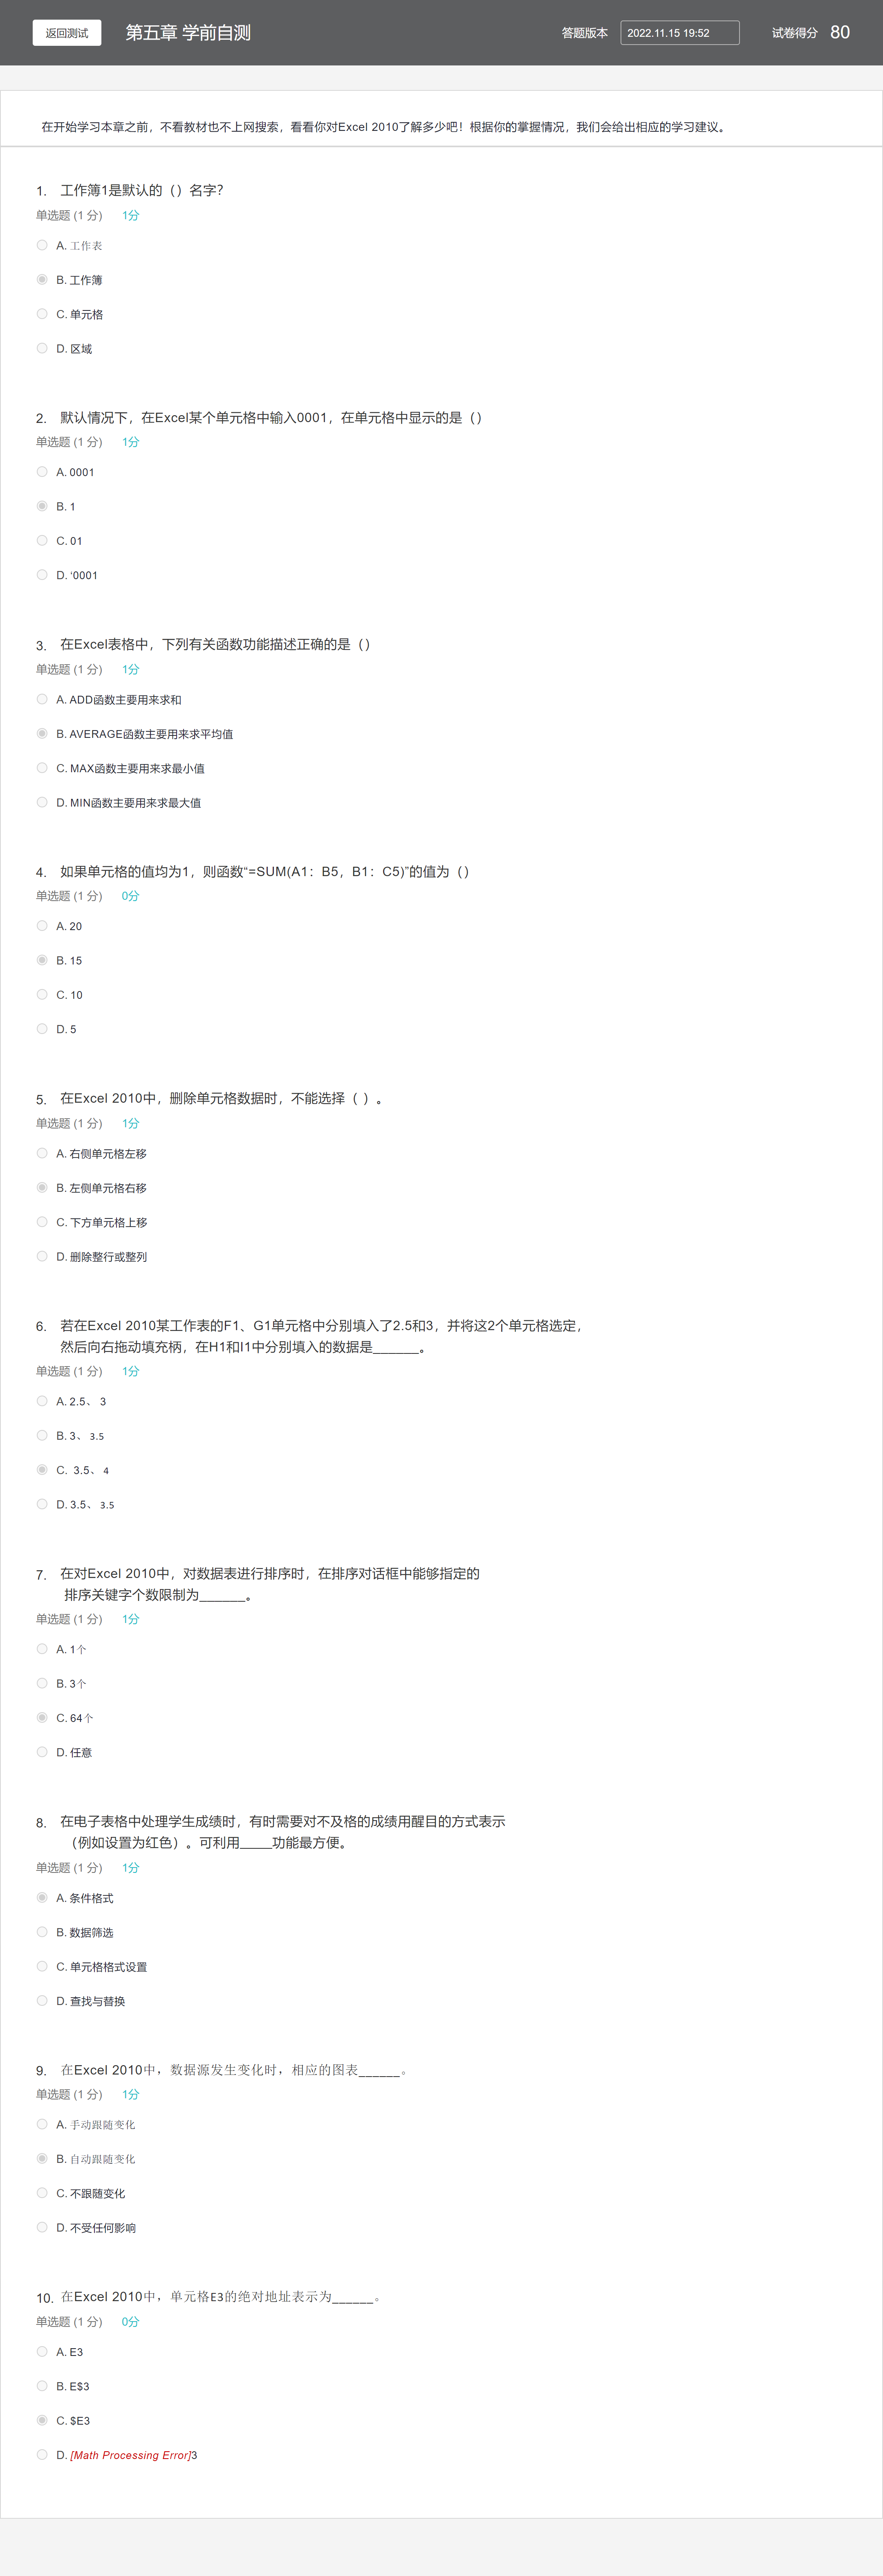 返回测试
第五章 学前自测
答题版本
2022.11.15 19:52
试卷得分 80
在开始学习本章之前，不看教材也不上网搜索，看看你对Excel 2010了解多少吧！根据你的掌握情况，我们会给出相应的学习建议。
1. 工作簿1是默认的（）名字?
单选题 (1 分) 1分
A. 工作表
B. 工作簿
C. 单元格
D. 区域
2. 默认情况下，在Excel某个单元格中输入0001，在单元格中显示的是（）
单选题 (1 分) 1分
A. 0001
B. 1
C. 01
D. ‘0001
3. 在Excel表格中，下列有关函数功能描述正确的是（）
单选题 (1 分) 1分
A. ADD函数主要用来求和
B. AVERAGE函数主要用来求平均值
C. MAX函数主要用来求最小值
D. MIN函数主要用来求最大值
4. 如果单元格的值均为1，则函数“=SUM(A1：B5，B1：C5)”的值为（）
单选题 (1 分) 0分
A. 20
B. 15
C. 10
D. 5
5. 在Excel 2010中，删除单元格数据时，不能选择（ ）。
单选题 (1 分) 1分
A. 右侧单元格左移
B. 左侧单元格右移
C. 下方单元格上移
D. 删除整行或整列
6. 若在Excel 2010某工作表的F1、G1单元格中分别填入了2.5和3，并将这2个单元格选定，
然后向右拖动填充柄，在H1和I1中分别填入的数据是______。
单选题 (1 分) 1分
A. 2.5、 3
B. 3、 3.5
C. 3.5、 4
D. 3.5、 3.5
7. 在对Excel 2010中，对数据表进行排序时，在排序对话框中能够指定的
排序关键字个数限制为______。
单选题 (1 分) 1分
A. 1个
B. 3个
C. 64个
D. 任意
8. 在电子表格中处理学生成绩时，有时需要对不及格的成绩用醒目的方式表示
（例如设置为红色）。可利用_____功能最方便。
单选题 (1 分) 1分
A. 条件格式
B. 数据筛选
C. 单元格格式设置
D. 查找与替换
9. 在Excel 2010中，数据源发生变化时，相应的图表______。
单选题 (1 分) 1分
A. 手动跟随变化
B. 自动跟随变化
C. 不跟随变化
D. 不受任何影响
10. 在Excel 2010中，单元格E3的绝对地址表示为______。
单选题 (1 分) 0分
A. E3
B. E$3
C. $E3
D. [Math Processing Error]3